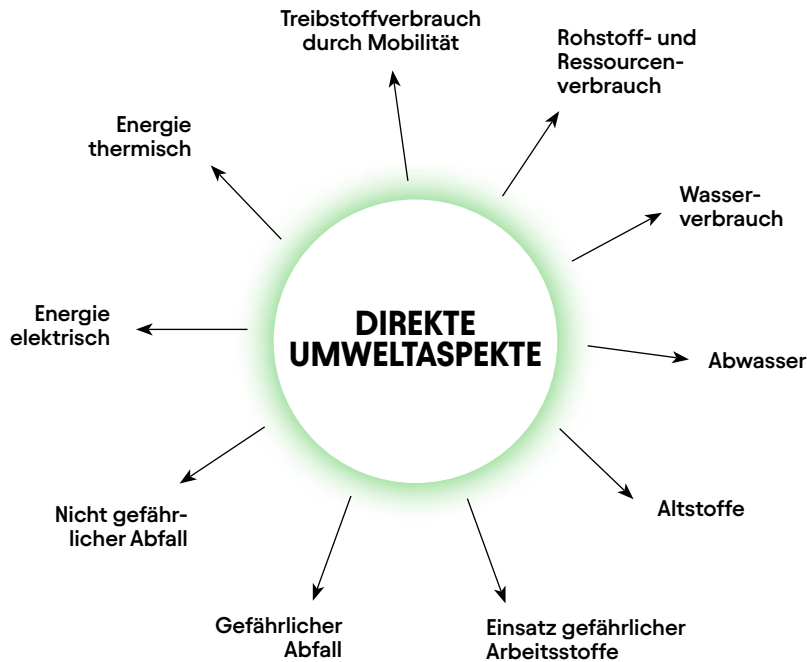 Treibstoffverbrauch
durch Mobilität
Rohstoff- und
Ressourcen-
verbrauch
Wasser-
verbrauch
Abwasser
Altstoffe
Einsatz gefährlicher
Arbeitsstoffe
Gefährlicher
Abfall
Nicht gefähr-
licher Abfall
Energie
elektrisch
Energie
thermisch
DIREKTE
UMWELTASPEKTE